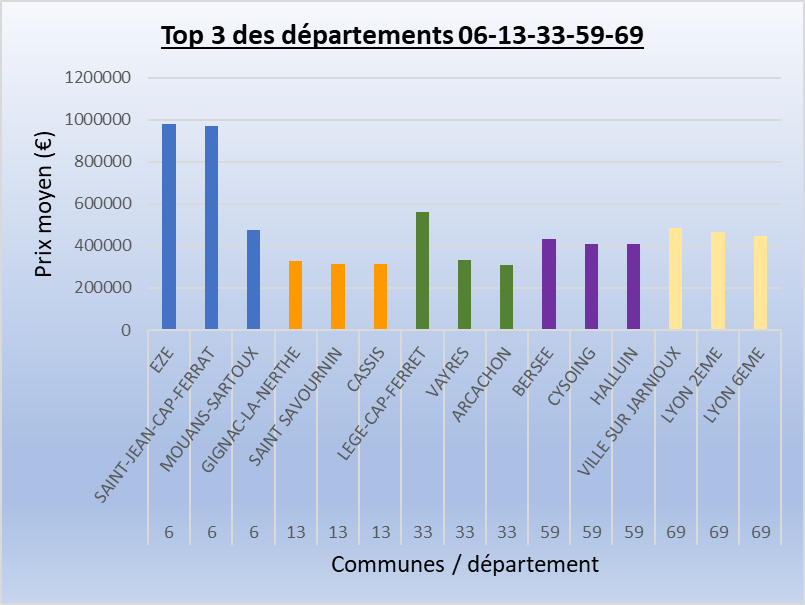 Top 3 des départements 06-13-33-59-69
Prix moyen (€)
1200000
1000000
800000
600000
400000
200000
0
EZE
SAINT-JEAN-CAP-FERRAT
MOUANS-SARTOUX
GIGNAC-LA-NERTHE
SAINT SAVOURNIN
CASSIS
LEGE-CAP-FERRET
VAYRES
ARCACHON
BERSEE
CYSOING
HALLUIN
VILLE SUR JARNIOUX
LYON 2EME
LYON 6EME
6 6 6 13 13 13 33 33 33 59 59 59 69 69 69
Communes / département